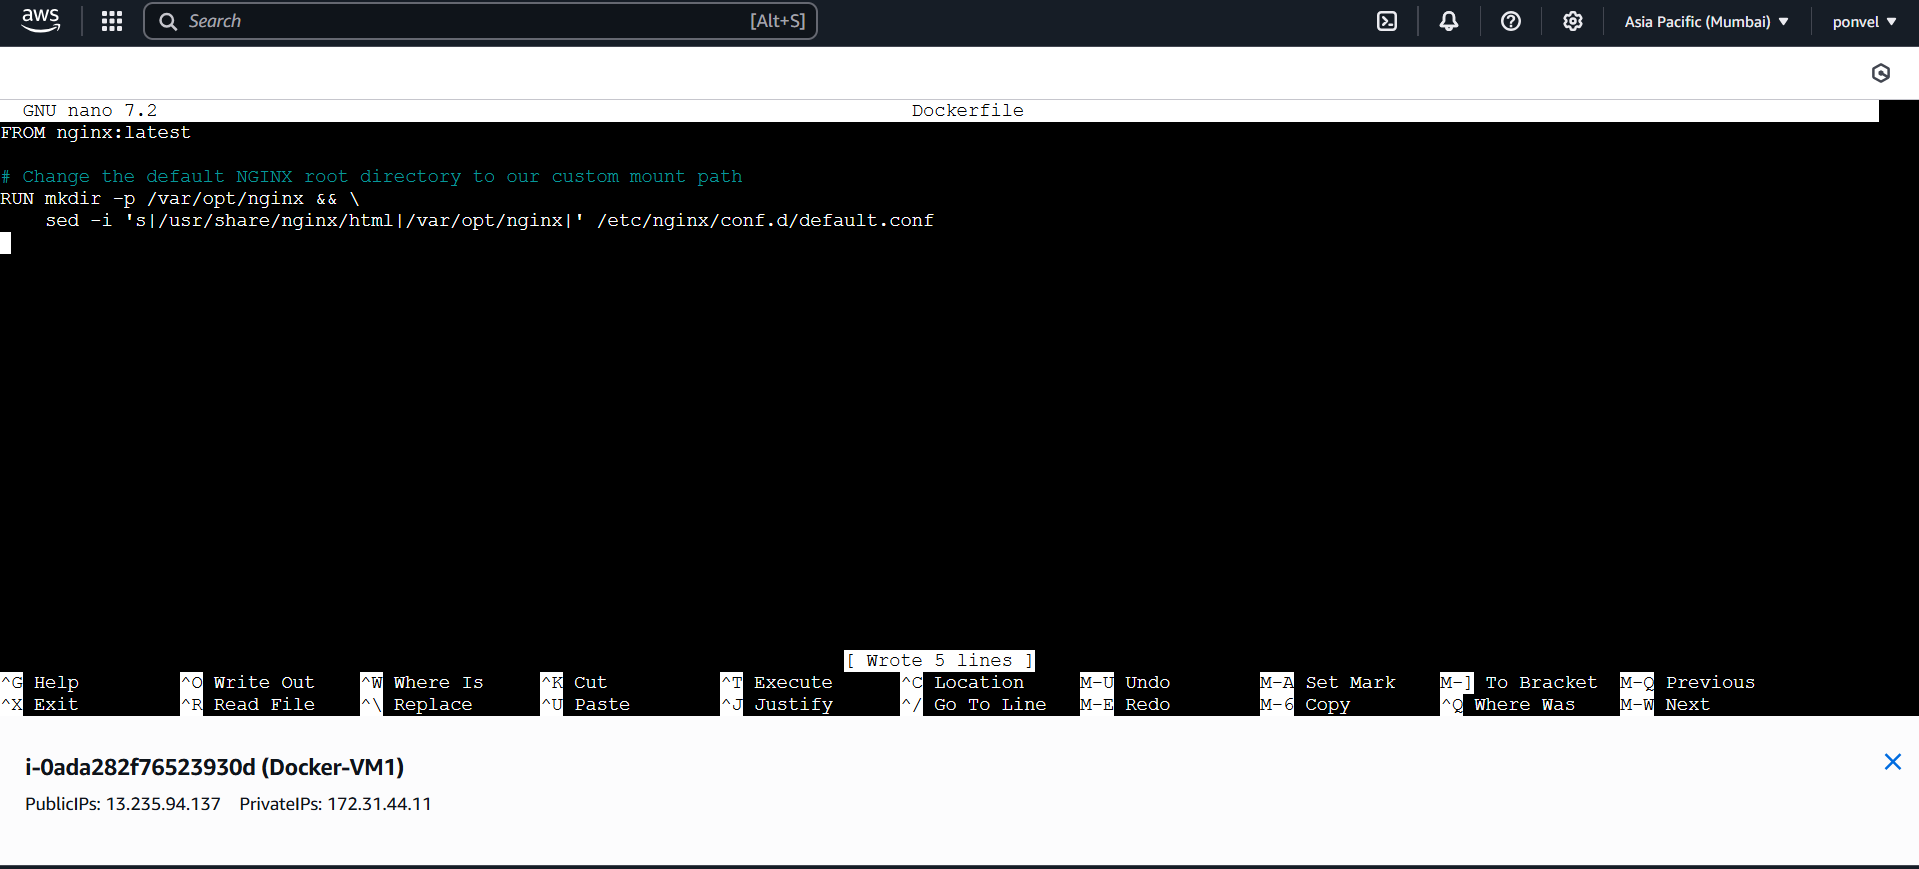 aws Search [Alt+S] Asia Pacific (Mumbai) ponvel
GNU nano 7.2 Dockerfile
FROM nginx:latest
# Change the default NGINX root directory to our custom mount path
RUN mkdir -p /var/opt/nginx && \
sed -i 's|/usr/share/nginx/html|/var/opt/nginx|' /etc/nginx/conf.d/default.conf
[ Wrote 5 lines ]
^G Help ^O Write Out ^W Where Is ^K Cut ^T Execute ^C Location M-U Undo M-A Set Mark M-] To Bracket M-Q Previous
^X Exit ^R Read File ^\ Replace ^U Paste ^J Justify ^/ Go To Line M-E Redo M-6 Copy ^Q Where Was M-W Next
i-0ada282f76523930d (Docker-VM1)
PublicIPs: 13.235.94.137 PrivateIPs: 172.31.44.11